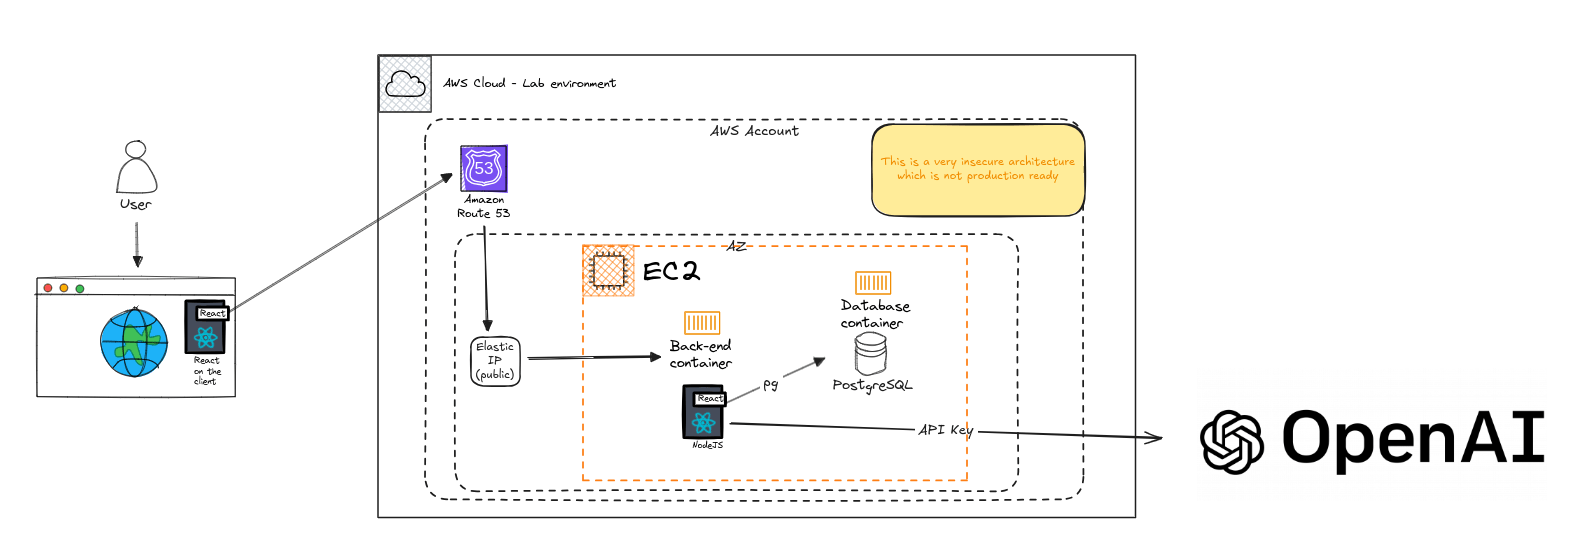 AWS Cloud - Lab environment
AWS Account
This is a very insecure architecture
which is not production ready
53
Amazon
Route 53
User
React
React
on the
client
AZ
EC2
Elastic
IP
(public)
Back-end
container
React
NodeJS
pg
Database
container
PostgreSQL
API Key
OpenAI